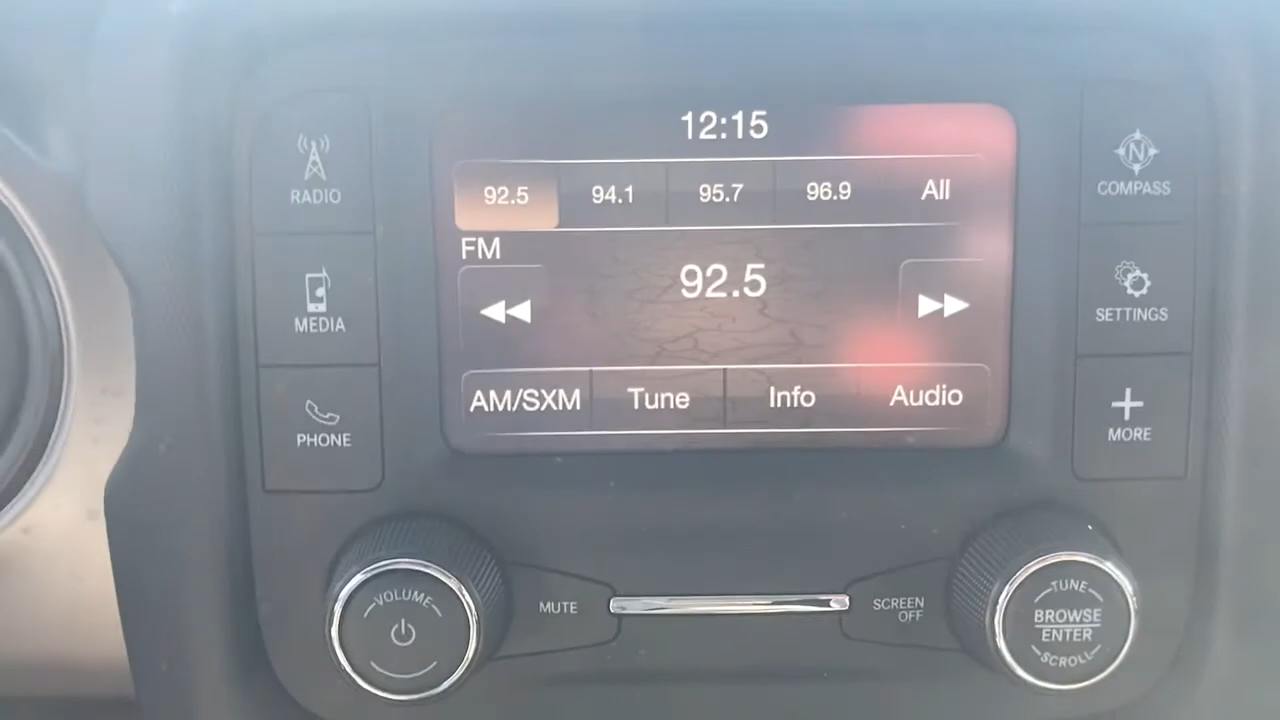 12:15
RADIO
92.5 94.1 95.7 96.9 All
COMPASS
FM
92.5
MEDIA
SETTINGS
AM/SXM Tune Info Audio
PHONE
MORE
VOLUME
MUTE
SCREEN
OFF
TUNE
BROWSE
ENTER
SCROLL
N